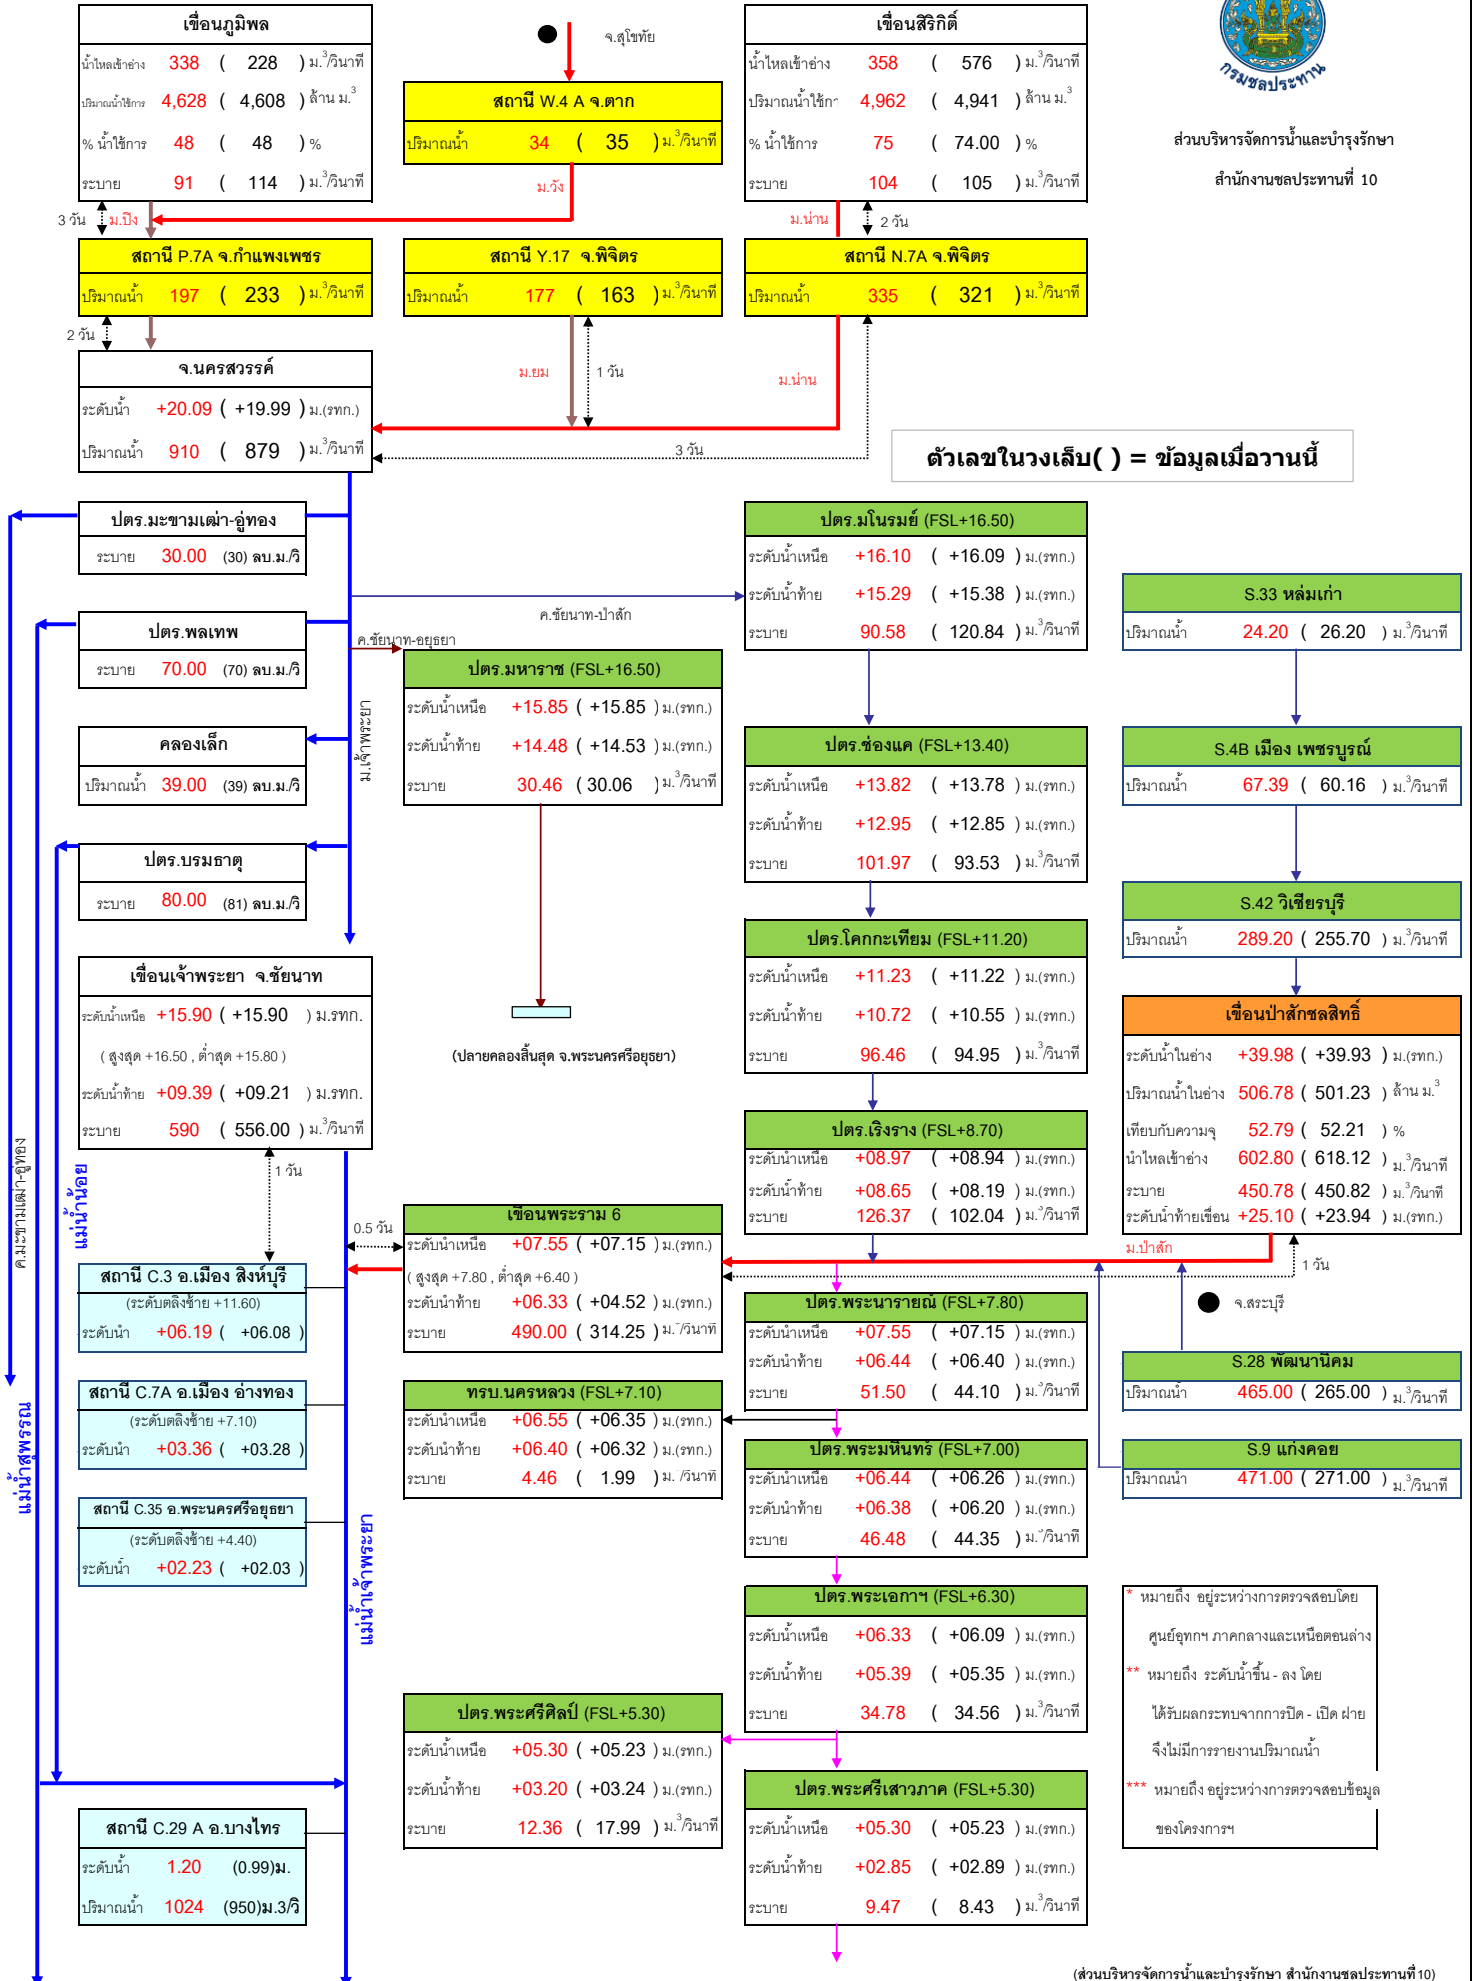 เขื่อนภูมิพล
น้ำไหลเข้าอ่าง 338 ( 228 ) ม.³/วินาที
ปริมาณน้ำใช้การ 4,628 ( 4,608 ) ล้าน ม.³
% น้ำใช้การ 48 ( 48 ) %
ระบาย 91 ( 114 ) ม.³/วินาที
จ.สุโขทัย
สถานี W.4 A จ.ตาก
ปริมาณน้ำ 34 ( 35 ) ม.³/วินาที
เขื่อนสิริกิติ์
น้ำไหลเข้าอ่าง 358 ( 576 ) ม.³/วินาที
ปริมาณน้ำใช้กา 4,962 ( 4,941 ) ล้าน ม.³
% น้ำใช้การ 75 ( 74.00 ) %
ระบาย 104 ( 105 ) ม.³/วินาที
กรมชลประทาน
ส่วนบริหารจัดการน้ำและบำรุงรักษา
สำนักงานชลประทานที่ 10
3 วัน ม.ปิง
ม.วัง
ม.น่าน 2 วัน
สถานี P.7A จ.กำแพงเพชร
ปริมาณน้ำ 197 ( 233 ) ม.³/วินาที
สถานี Y.17 จ.พิจิตร
ปริมาณน้ำ 177 ( 163 ) ม.³/วินาที
สถานี N.7A จ.พิจิตร
ปริมาณน้ำ 335 ( 321 ) ม.³/วินาที
2 วัน
ม.ยม 1 วัน
ม.น่าน
3 วัน
จ.นครสวรรค์
ระดับน้ำ +20.09 ( +19.99 ) ม.(รทก.)
ปริมาณน้ำ 910 ( 879 ) ม.³/วินาที
ตัวเลขในวงเล็บ( ) = ข้อมูลเมื่อวานนี้
ปตร.มะขามเฒ่า-อู่ทอง
ระบาย 30.00 (30) ลบ.ม./วิ
ปตร.พลเทพ
ระบาย 70.00 (70) ลบ.ม./วิ
คลองเล็ก
ปริมาณน้ำ 39.00 (39) ลบ.ม./วิ
ปตร.บรมธาตุ
ระบาย 80.00 (81) ลบ.ม./วิ
ค.ชัยนาท-ป่าสัก
ค.ชัยนาท-อยุธยา
ม.เจ้าพระยา
ปตร.มหาราช (FSL+16.50)
ระดับน้ำเหนือ +15.85 ( +15.85 ) ม.(รทก.)
ระดับน้ำท้าย +14.48 ( +14.53 ) ม.(รทก.)
ระบาย 30.46 ( 30.06 ) ม.³/วินาที
(ปลายคลองสิ้นสุด จ.พระนครศรีอยุธยา)
ปตร.มโนรมย์ (FSL+16.50)
ระดับน้ำเหนือ +16.10 ( +16.09 ) ม.(รทก.)
ระดับน้ำท้าย +15.29 ( +15.38 ) ม.(รทก.)
ระบาย 90.58 ( 120.84 ) ม.³/วินาที
ปตร.ช่องแค (FSL+13.40)
ระดับน้ำเหนือ +13.82 ( +13.78 ) ม.(รทก.)
ระดับน้ำท้าย +12.95 ( +12.85 ) ม.(รทก.)
ระบาย 101.97 ( 93.53 ) ม.³/วินาที
ปตร.โคกกะเทียม (FSL+11.20)
ระดับน้ำเหนือ +11.23 ( +11.22 ) ม.(รทก.)
ระดับน้ำท้าย +10.72 ( +10.55 ) ม.(รทก.)
ระบาย 96.46 ( 94.95 ) ม.³/วินาที
ปตร.เริงราง (FSL+8.70)
ระดับน้ำเหนือ +08.97 ( +08.94 ) ม.(รทก.)
ระดับน้ำท้าย +08.65 ( +08.19 ) ม.(รทก.)
ระบาย 126.37 ( 102.04 ) ม.³/วินาที
S.33 หล่มเก่า
ปริมาณน้ำ 24.20 ( 26.20 ) ม.³/วินาที
S.4B เมือง เพชรบูรณ์
ปริมาณน้ำ 67.39 ( 60.16 ) ม.³/วินาที
S.42 วิเชียรบุรี
ปริมาณน้ำ 289.20 ( 255.70 ) ม.³/วินาที
เขื่อนป่าสักชลสิทธิ์
ระดับน้ำในอ่าง +39.98 ( +39.93 ) ม.(รทก.)
ปริมาณน้ำในอ่าง 506.78 ( 501.23 ) ล้าน ม.³
เทียบกับความจุ 52.79 ( 52.21 ) %
น้ำไหลเข้าอ่าง 602.80 ( 618.12 ) ม.³/วินาที
ระบาย 450.78 ( 450.82 ) ม.³/วินาที
ระดับน้ำท้ายเขื่อน +25.10 ( +23.94 ) ม.(รทก.)
เขื่อนเจ้าพระยา จ.ชัยนาท
ระดับน้ำเหนือ +15.90 ( +15.90 ) ม.รทก.
( สูงสุด +16.50 , ต่ำสุด +15.80 )
ระดับน้ำท้าย +09.39 ( +09.21 ) ม.รทก.
ระบาย 590 ( 556.00 ) ม.³/วินาที
1 วัน
ค.มะขามเฒ่า-อู่ทอง
แม่น้ำน้อย
0.5 วัน
เขื่อนพระราม 6
ระดับน้ำเหนือ +07.55 ( +07.15 ) ม.(รทก.)
( สูงสุด +7.80 , ต่ำสุด +6.40 )
ระดับน้ำท้าย +06.33 ( +04.52 ) ม.(รทก.)
ระบาย 490.00 ( 314.25 ) ม.³/วินาที
ม.ป่าสัก
1 วัน
จ.สระบุรี
สถานี C.3 อ.เมือง สิงห์บุรี
(ระดับตลิ่งซ้าย +11.60)
ระดับน้ำ +06.19 ( +06.08 )
สถานี C.7A อ.เมือง อ่างทอง
(ระดับตลิ่งซ้าย +7.10)
ระดับน้ำ +03.36 ( +03.28 )
สถานี C.35 อ.พระนครศรีอยุธยา
(ระดับตลิ่งซ้าย +4.40)
ระดับน้ำ +02.23 ( +02.03 )
แม่น้ำสุพรรณ
แม่น้ำเจ้าพระยา
ทรบ.นครหลวง (FSL+7.10)
ระดับน้ำเหนือ +06.55 ( +06.35 ) ม.(รทก.)
ระดับน้ำท้าย +06.40 ( +06.32 ) ม.(รทก.)
ระบาย 4.46 ( 1.99 ) ม. /วินาที
ปตร.พระนารายณ์ (FSL+7.80)
ระดับน้ำเหนือ +07.55 ( +07.15 ) ม.(รทก.)
ระดับน้ำท้าย +06.44 ( +06.40 ) ม.(รทก.)
ระบาย 51.50 ( 44.10 ) ม.³/วินาที
ปตร.พระมหินทร์ (FSL+7.00)
ระดับน้ำเหนือ +06.44 ( +06.26 ) ม.(รทก.)
ระดับน้ำท้าย +06.38 ( +06.20 ) ม.(รทก.)
ระบาย 46.48 ( 44.35 ) ม.³/วินาที
S.28 พัฒนานิคม
ปริมาณน้ำ 465.00 ( 265.00 ) ม.³/วินาที
S.9 แก่งคอย
ปริมาณน้ำ 471.00 ( 271.00 ) ม.³/วินาที
ปตร.พระเอกาฯ (FSL+6.30)
ระดับน้ำเหนือ +06.33 ( +06.09 ) ม.(รทก.)
ระดับน้ำท้าย +05.39 ( +05.35 ) ม.(รทก.)
ระบาย 34.78 ( 34.56 ) ม.³/วินาที
ปตร.พระศรีศิลป์ (FSL+5.30)
ระดับน้ำเหนือ +05.30 ( +05.23 ) ม.(รทก.)
ระดับน้ำท้าย +03.20 ( +03.24 ) ม.(รทก.)
ระบาย 12.36 ( 17.99 ) ม.³/วินาที
ปตร.พระศรีเสาวภาค (FSL+5.30)
ระดับน้ำเหนือ +05.30 ( +05.23 ) ม.(รทก.)
ระดับน้ำท้าย +02.85 ( +02.89 ) ม.(รทก.)
ระบาย 9.47 ( 8.43 ) ม.³/วินาที
* หมายถึง อยู่ระหว่างการตรวจสอบโดย
ศูนย์อุทกฯ ภาคกลางและเหนือตอนล่าง
** หมายถึง ระดับน้ำขึ้น - ลง โดย
ได้รับผลกระทบจากการปิด - เปิด ฝาย
จึงไม่มีการรายงานปริมาณน้ำ
*** หมายถึง อยู่ระหว่างการตรวจสอบข้อมูล
ของโครงการฯ
สถานี C.29 A อ.บางไทร
ระดับน้ำ 1.20 (0.99)ม.
ปริมาณน้ำ 1024 (950)ม.3/วิ
(ส่วนบริหารจัดการน้ำและบำรุงรักษา สำนักงานชลประทานที่10)